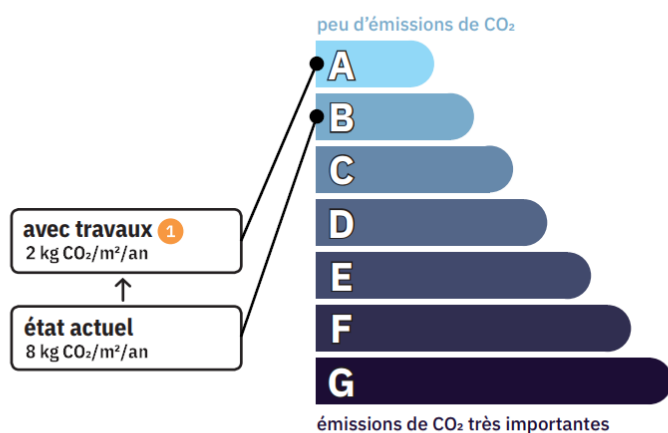 peu d'émissions de CO₂
A
B
C
avec travaux 1
2 kg CO₂/m²/an
D
E
état actuel
8 kg CO₂/m²/an
F
G
émissions de CO₂ très importantes